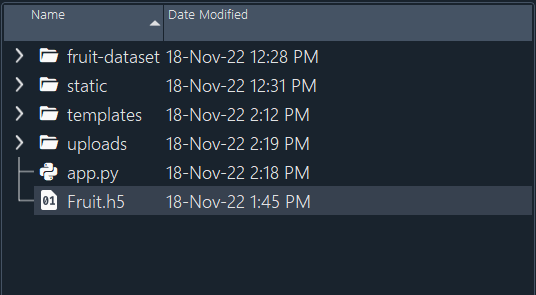 Name Date Modified
fruit-dataset 18-Nov-22 12:28 PM
static 18-Nov-22 12:31 PM
templates 18-Nov-22 2:12 PM
uploads 18-Nov-22 2:19 PM
app.py 18-Nov-22 2:18 PM
01 Fruit.h5 18-Nov-22 1:45 PM